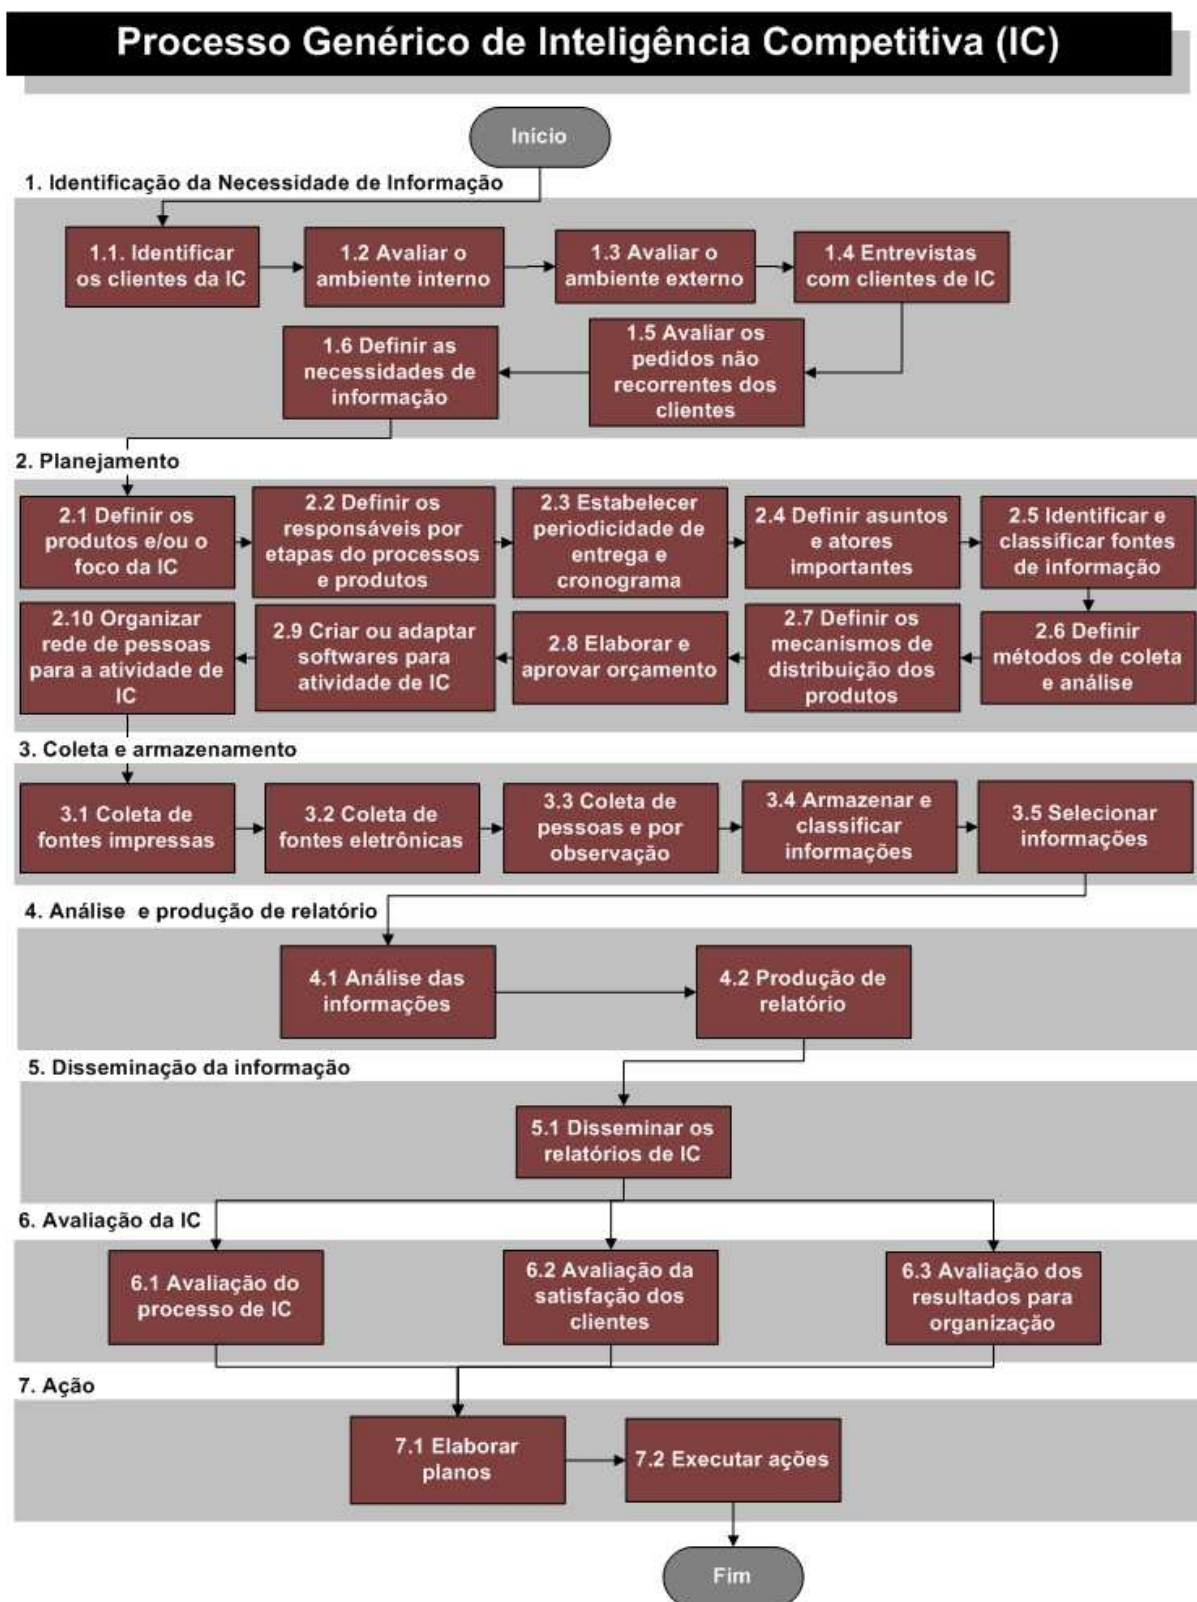 Processo Genérico de Inteligência Competitiva (IC)
Início
1. Identificação da Necessidade de Informação
1.1. Identificar
os clientes da IC
1.2 Avaliar o
ambiente interno
1.3 Avaliar o
ambiente externo
1.4 Entrevistas
com clientes de IC
1.5 Avaliar os
pedidos não
recorrentes dos
clientes
1.6 Definir as
necessidades de
informação
2. Planejamento
2.1 Definir os
produtos e/ou o
foco da IC
2.2 Definir os
responsáveis por
etapas do processos
e produtos
2.3 Estabelecer
periodicidade de
entrega e
cronograma
2.4 Definir asuntos
e atores
importantes
2.5 Identificar e
classificar fontes
de informação
2.6 Definir
métodos de coleta
e análise
2.7 Definir os
mecanismos de
distribuição dos
produtos
2.8 Elaborar e
aprovar orçamento
2.9 Criar ou adaptar
softwares para
atividade de IC
2.10 Organizar
rede de pessoas
para a atividade de
IC
3. Coleta e armazenamento
3.1 Coleta de
fontes impressas
3.2 Coleta de
fontes eletrônicas
3.3 Coleta de
pessoas e por
observação
3.4 Armazenar e
classificar
informações
3.5 Selecionar
informações
4. Análise e produção de relatório
4.1 Análise das
informações
4.2 Produção de
relatório
5. Disseminação da informação
5.1 Disseminar os
relatórios de IC
6. Avaliação da IC
6.1 Avaliação do
processo de IC
6.2 Avaliação da
satisfação dos
clientes
6.3 Avaliação dos
resultados para
organização
7. Ação
7.1 Elaborar
planos
7.2 Executar ações
Fim